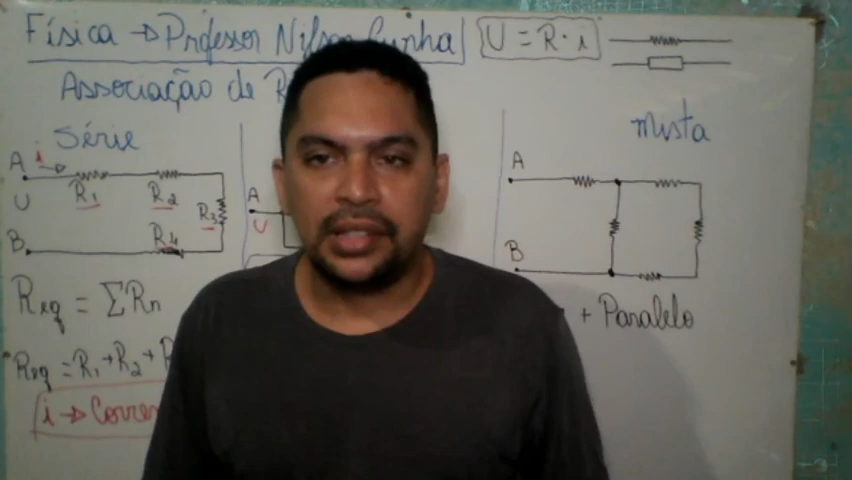 Física → Professor Nilson Cunha
U = R · i
Associação de R
Série
A
i
R1
R2
U
R3
B
R4
Req = ΣRn
Req = R1 + R2 + R
i → Corren
A
U
Mista
A
B
+ Paralelo